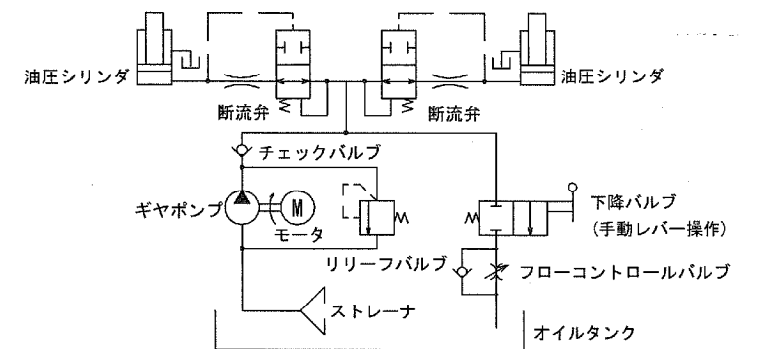 油圧シリンダ
断流弁
断流弁
油圧シリンダ
チェックバルブ
ギヤポンプ
M
モータ
リリーフバルブ
下降バルブ
(手動レバー操作)
フローコントロールバルブ
ストレーナ
オイルタンク